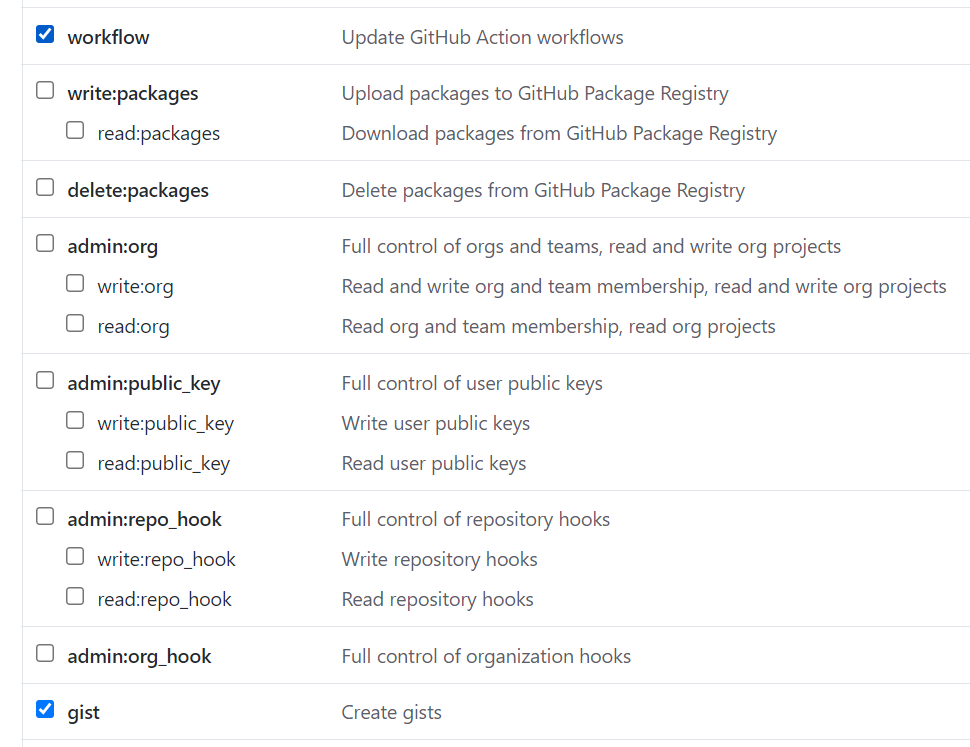 workflow Update GitHub Action workflows
write:packages Upload packages to GitHub Package Registry
read:packages Download packages from GitHub Package Registry
delete:packages Delete packages from GitHub Package Registry
admin:org Full control of orgs and teams, read and write org projects
write:org Read and write org and team membership, read and write org projects
read:org Read org and team membership, read org projects
admin:public_key Full control of user public keys
write:public_key Write user public keys
read:public_key Read user public keys
admin:repo_hook Full control of repository hooks
write:repo_hook Write repository hooks
read:repo_hook Read repository hooks
admin:org_hook Full control of organization hooks
gist Create gists